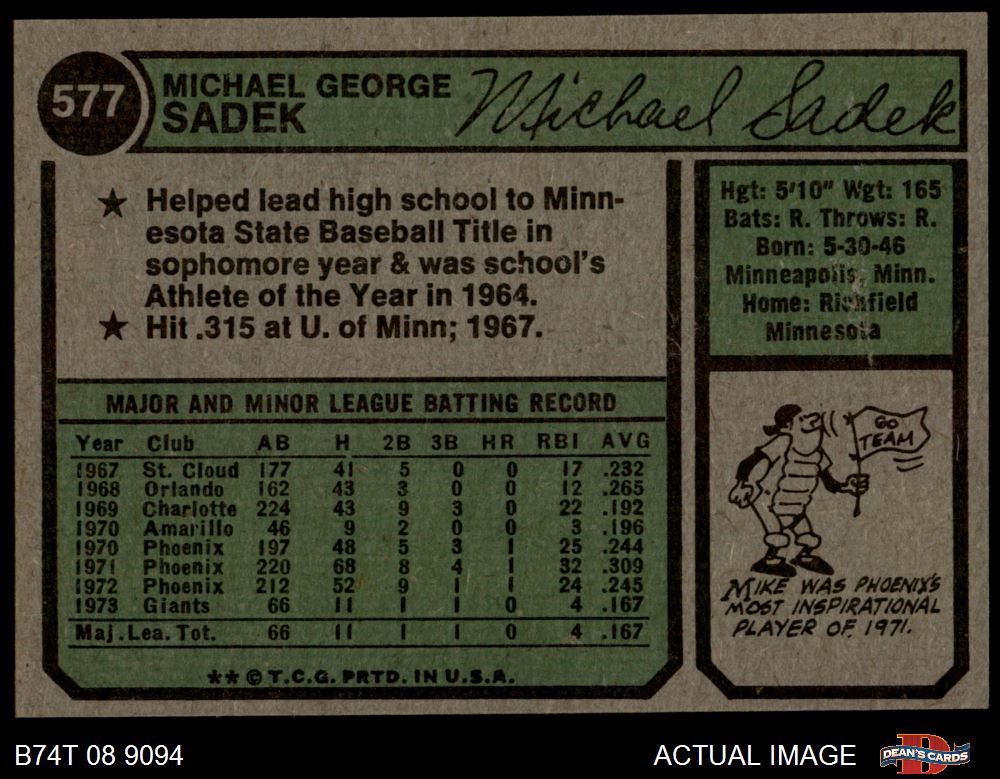 577
MICHAEL GEORGE
SADEK
Michael Sadek
★ Helped lead high school to Minn-
esota State Baseball Title in
sophomore year & was school's
Athlete of the Year in 1964.
★ Hit .315 at U. of Minn; 1967.
Hgt: 5'10" Wgt: 165
Bats: R. Throws: R.
Born: 5-30-46
Minneapolis, Minn.
Home: Richfield
Minnesota
MAJOR AND MINOR LEAGUE BATTING RECORD
Year Club AB H 2B 3B HR RBI AVG
1967 St. Cloud 177 41 5 0 0 17 .232
1968 Orlando 162 43 3 0 0 12 .265
1969 Charlotte 224 43 9 3 0 22 .192
1970 Amarillo 46 9 2 0 0 3 .196
1970 Phoenix 197 48 5 3 1 25 .244
1971 Phoenix 220 68 8 4 1 32 .309
1972 Phoenix 212 52 9 1 1 24 .245
1973 Giants 66 11 1 1 0 4 .167
Maj.Lea. Tot. 66 11 1 1 0 4 .167
** © T.C.G. PRTD. IN U.S.A.
GO
TEAM
MIKE WAS PHOENIX'S
MOST INSPIRATIONAL
PLAYER OF 1971.
B74T 08 9094
ACTUAL IMAGE
DEAN'S CARDS